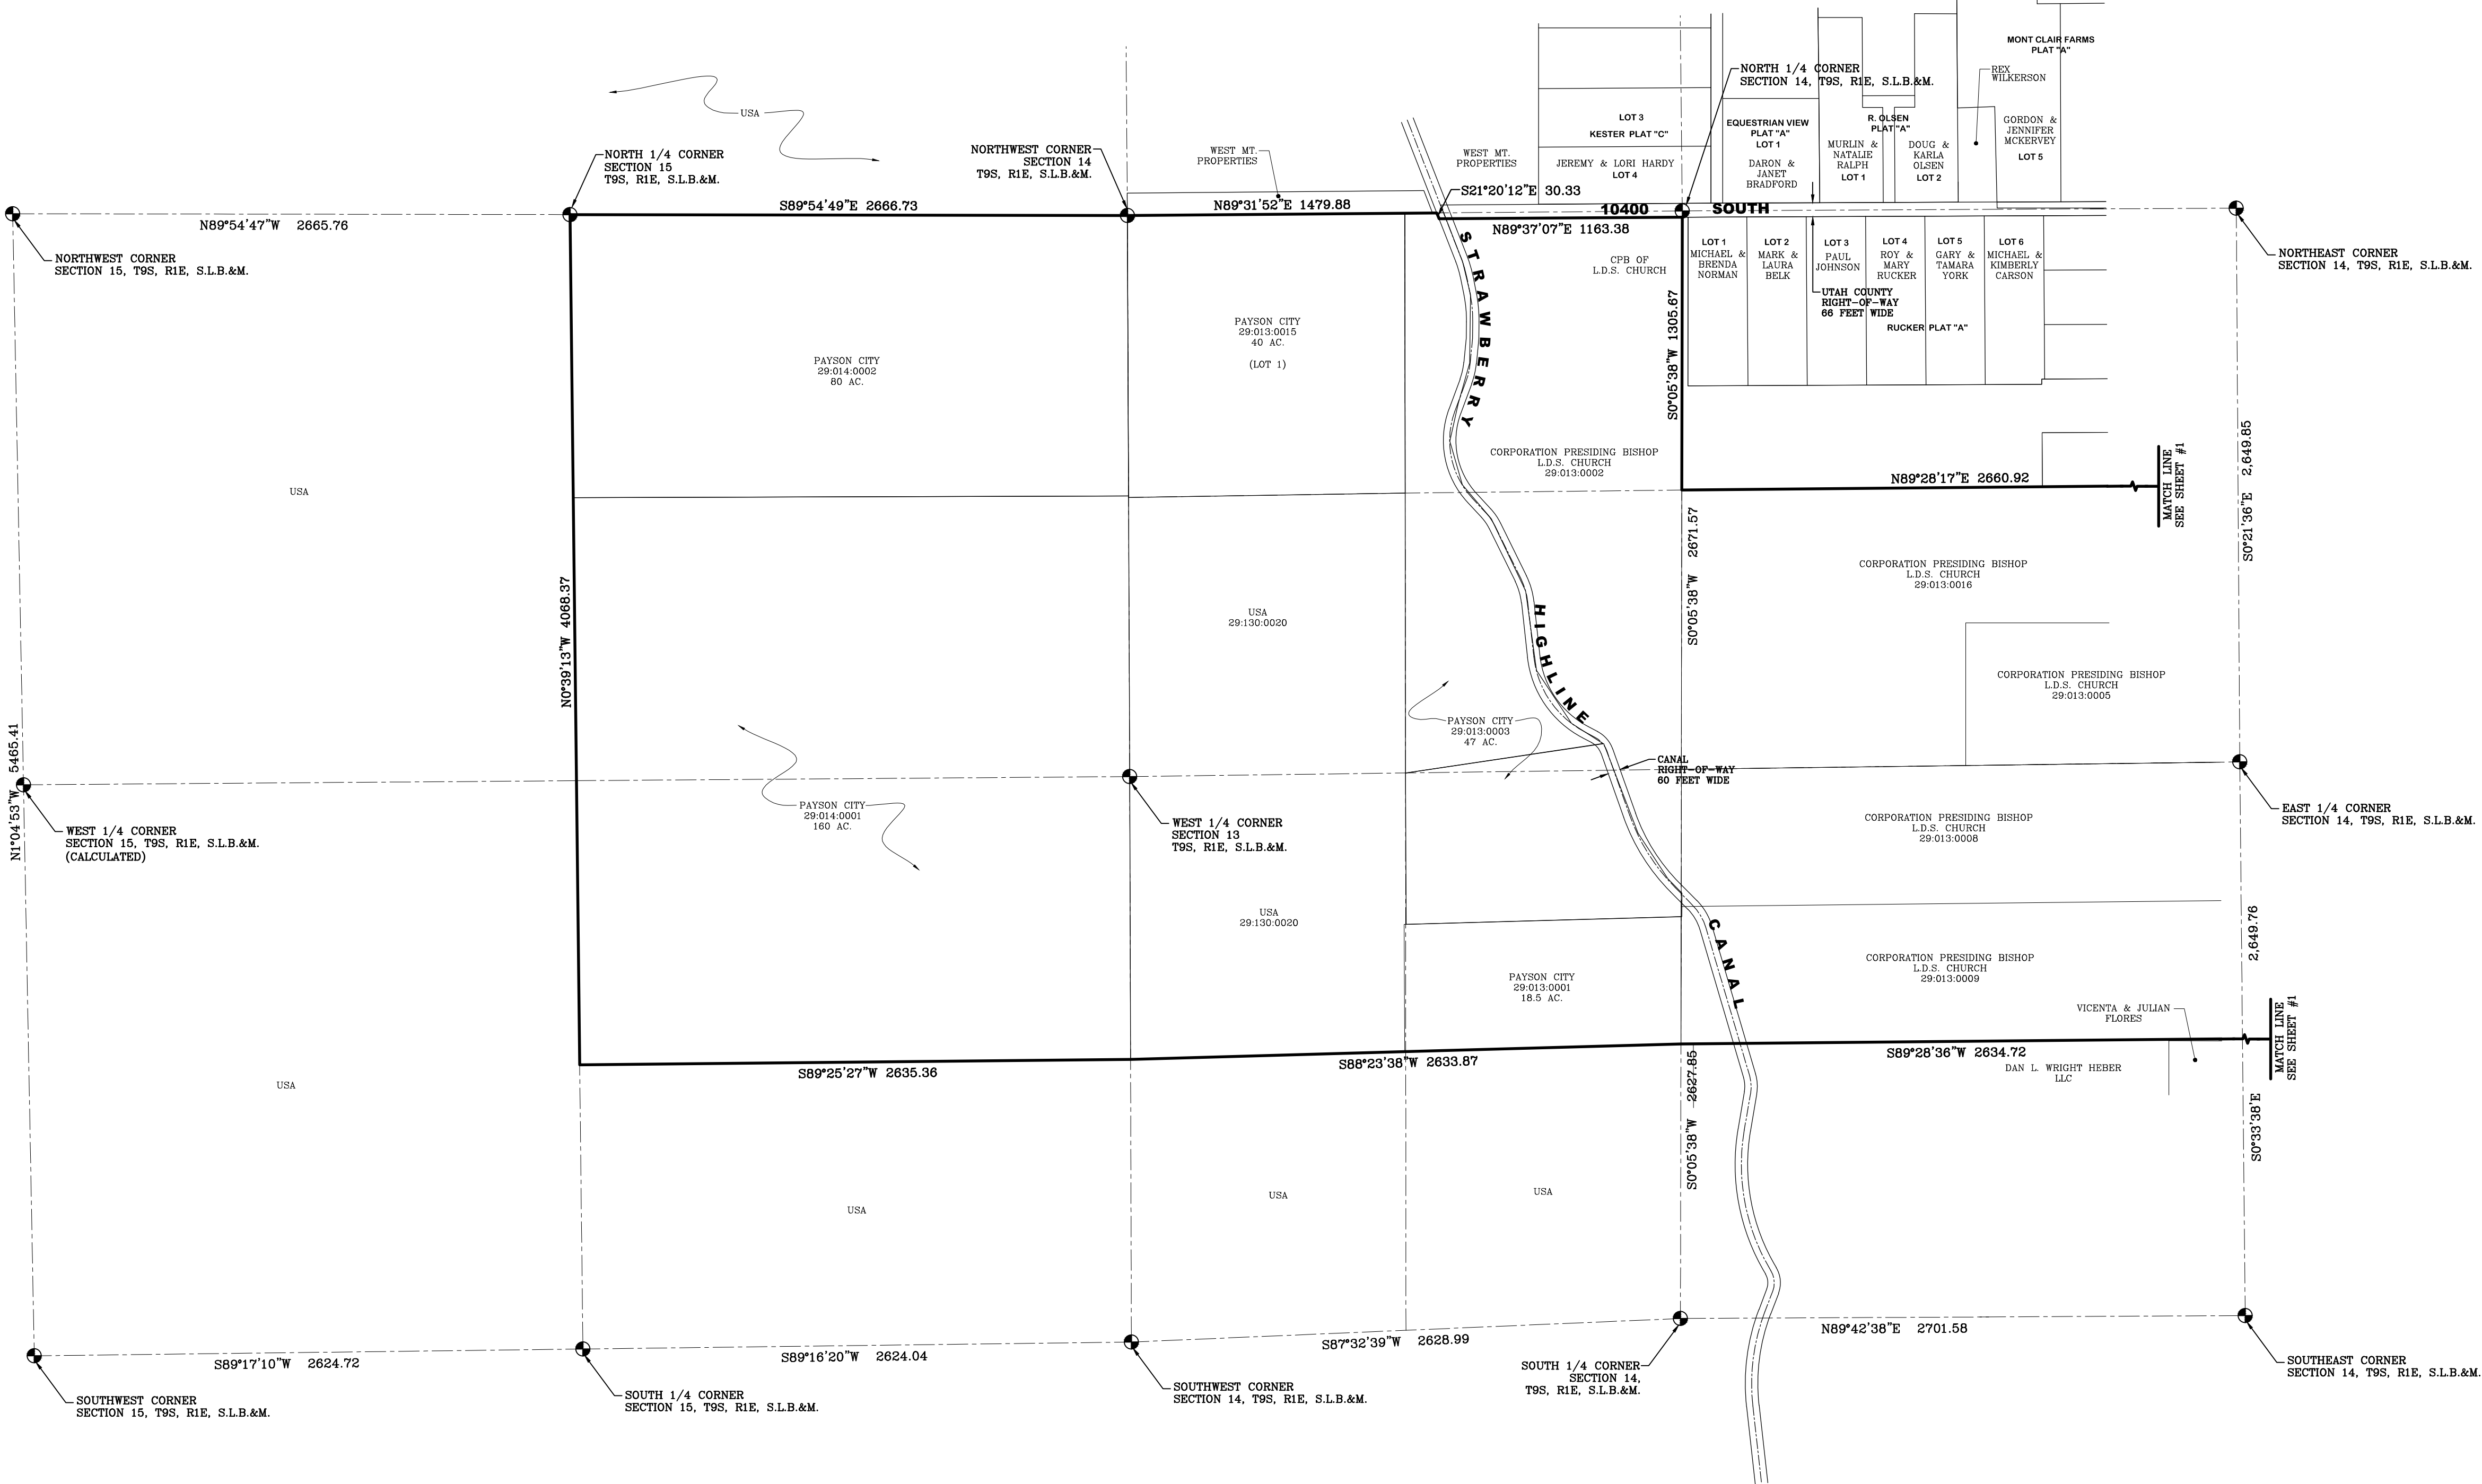 MONT CLAIR FARMS
PLAT "A"
REX
WILKERSON
NORTH 1/4 CORNER
SECTION 14, T9S, R1E, S.L.B.&M.
USA
LOT 3
KESTER PLAT "C"
EQUESTRIAN VIEW
PLAT "A"
LOT 1
R. OLSEN
PLAT "A"
GORDON &
JENNIFER
MCKERVEY
LOT 5
NORTH 1/4 CORNER
SECTION 15
T9S, R1E, S.L.B.&M.
NORTHWEST CORNER
SECTION 14
T9S, R1E, S.L.B.&M.
WEST MT.
PROPERTIES
WEST MT.
PROPERTIES
JEREMY & LORI HARDY
LOT 4
DARON &
JANET
BRADFORD
MURLIN &
NATALIE
RALPH
LOT 1
DOUG &
KARLA
OLSEN
LOT 2
S21°20'12"E 30.33
S89°54'49"E 2666.73
N89°31'52"E 1479.88
10400 SOUTH
N89°54'47"W 2665.76
N89°37'07"E 1163.38
NORTHWEST CORNER
SECTION 15, T9S, R1E, S.L.B.&M.
NORTHEAST CORNER
SECTION 14, T9S, R1E, S.L.B.&M.
CPB OF
L.D.S. CHURCH
LOT 1
MICHAEL &
BRENDA
NORMAN
LOT 2
MARK &
LAURA
BELK
LOT 3
PAUL
JOHNSON
LOT 4
ROY &
MARY
RUCKER
LOT 5
GARY &
TAMARA
YORK
LOT 6
MICHAEL &
KIMBERLY
CARSON
UTAH COUNTY
RIGHT-OF-WAY
66 FEET WIDE
RUCKER PLAT "A"
STRAWBERRY
S0°05'38"W 1305.67
PAYSON CITY
29:014:0002
80 AC.
PAYSON CITY
29:013:0015
40 AC.
(LOT 1)
CORPORATION PRESIDING BISHOP
L.D.S. CHURCH
29:013:0002
N89°28'17"E 2660.92
MATCH LINE
SEE SHEET #1
S0°21'36"E 2,649.85
USA
S0°05'38"W 2671.57
CORPORATION PRESIDING BISHOP
L.D.S. CHURCH
29:013:0016
N0°39'13"W 4068.37
USA
29:130:0020
HIGHLINE
CORPORATION PRESIDING BISHOP
L.D.S. CHURCH
29:013:0005
PAYSON CITY
29:013:0003
47 AC.
CANAL
RIGHT-OF-WAY
60 FEET WIDE
N1°04'53"W 5465.41
PAYSON CITY
29:014:0001
160 AC.
WEST 1/4 CORNER
SECTION 15, T9S, R1E, S.L.B.&M.
(CALCULATED)
WEST 1/4 CORNER
SECTION 13
T9S, R1E, S.L.B.&M.
CORPORATION PRESIDING BISHOP
L.D.S. CHURCH
29:013:0008
EAST 1/4 CORNER
SECTION 14, T9S, R1E, S.L.B.&M.
USA
29:130:0020
CANAL
2,649.76
PAYSON CITY
29:013:0001
18.5 AC.
CORPORATION PRESIDING BISHOP
L.D.S. CHURCH
29:013:0009
VICENTA & JULIAN
FLORES
MATCH LINE
SEE SHEET #1
S89°25'27"W 2635.36
S88°23'38"W 2633.87
S89°28'36"W 2634.72
DAN L. WRIGHT HEBER
LLC
USA
S0°05'38"W 2627.85
S0°33'38'E
USA
USA
USA
S89°17'10"W 2624.72
S89°16'20"W 2624.04
S87°32'39"W 2628.99
N89°42'38"E 2701.58
SOUTHWEST CORNER
SECTION 15, T9S, R1E, S.L.B.&M.
SOUTH 1/4 CORNER
SECTION 15, T9S, R1E, S.L.B.&M.
SOUTHWEST CORNER
SECTION 14, T9S, R1E, S.L.B.&M.
SOUTH 1/4 CORNER
SECTION 14,
T9S, R1E, S.L.B.&M.
SOUTHEAST CORNER
SECTION 14, T9S, R1E, S.L.B.&M.